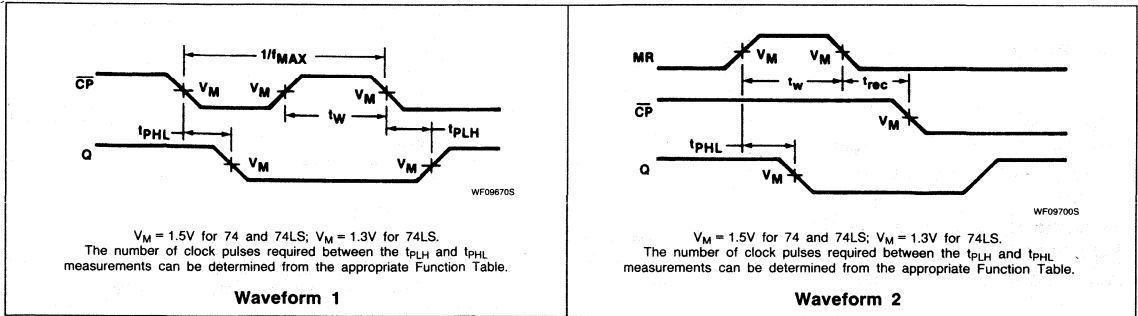 1/fMAX
CP
VM
VM
VM
tW
tPHL
tPLH
Q
VM
VM
WF09670S
VM = 1.5V for 74 and 74LS; VM = 1.3V for 74LS.
The number of clock pulses required between the tPLH and tPHL
measurements can be determined from the appropriate Function Table.
Waveform 1
MR
VM
VM
tw
trec
CP
VM
tPHL
Q
VM
WF09700S
VM = 1.5V for 74 and 74LS; VM = 1.3V for 74LS.
The number of clock pulses required between the tPLH and tPHL
measurements can be determined from the appropriate Function Table.
Waveform 2